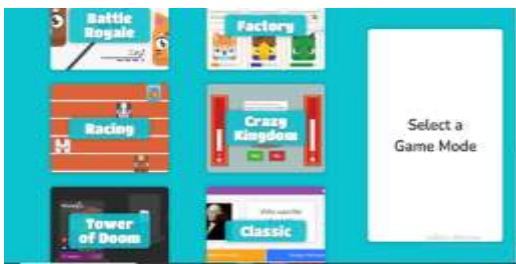 Battle
Royale
Factory
Racing
Crazy
Kingdom
Select a
Game Mode
Tower
of Doom
Classic